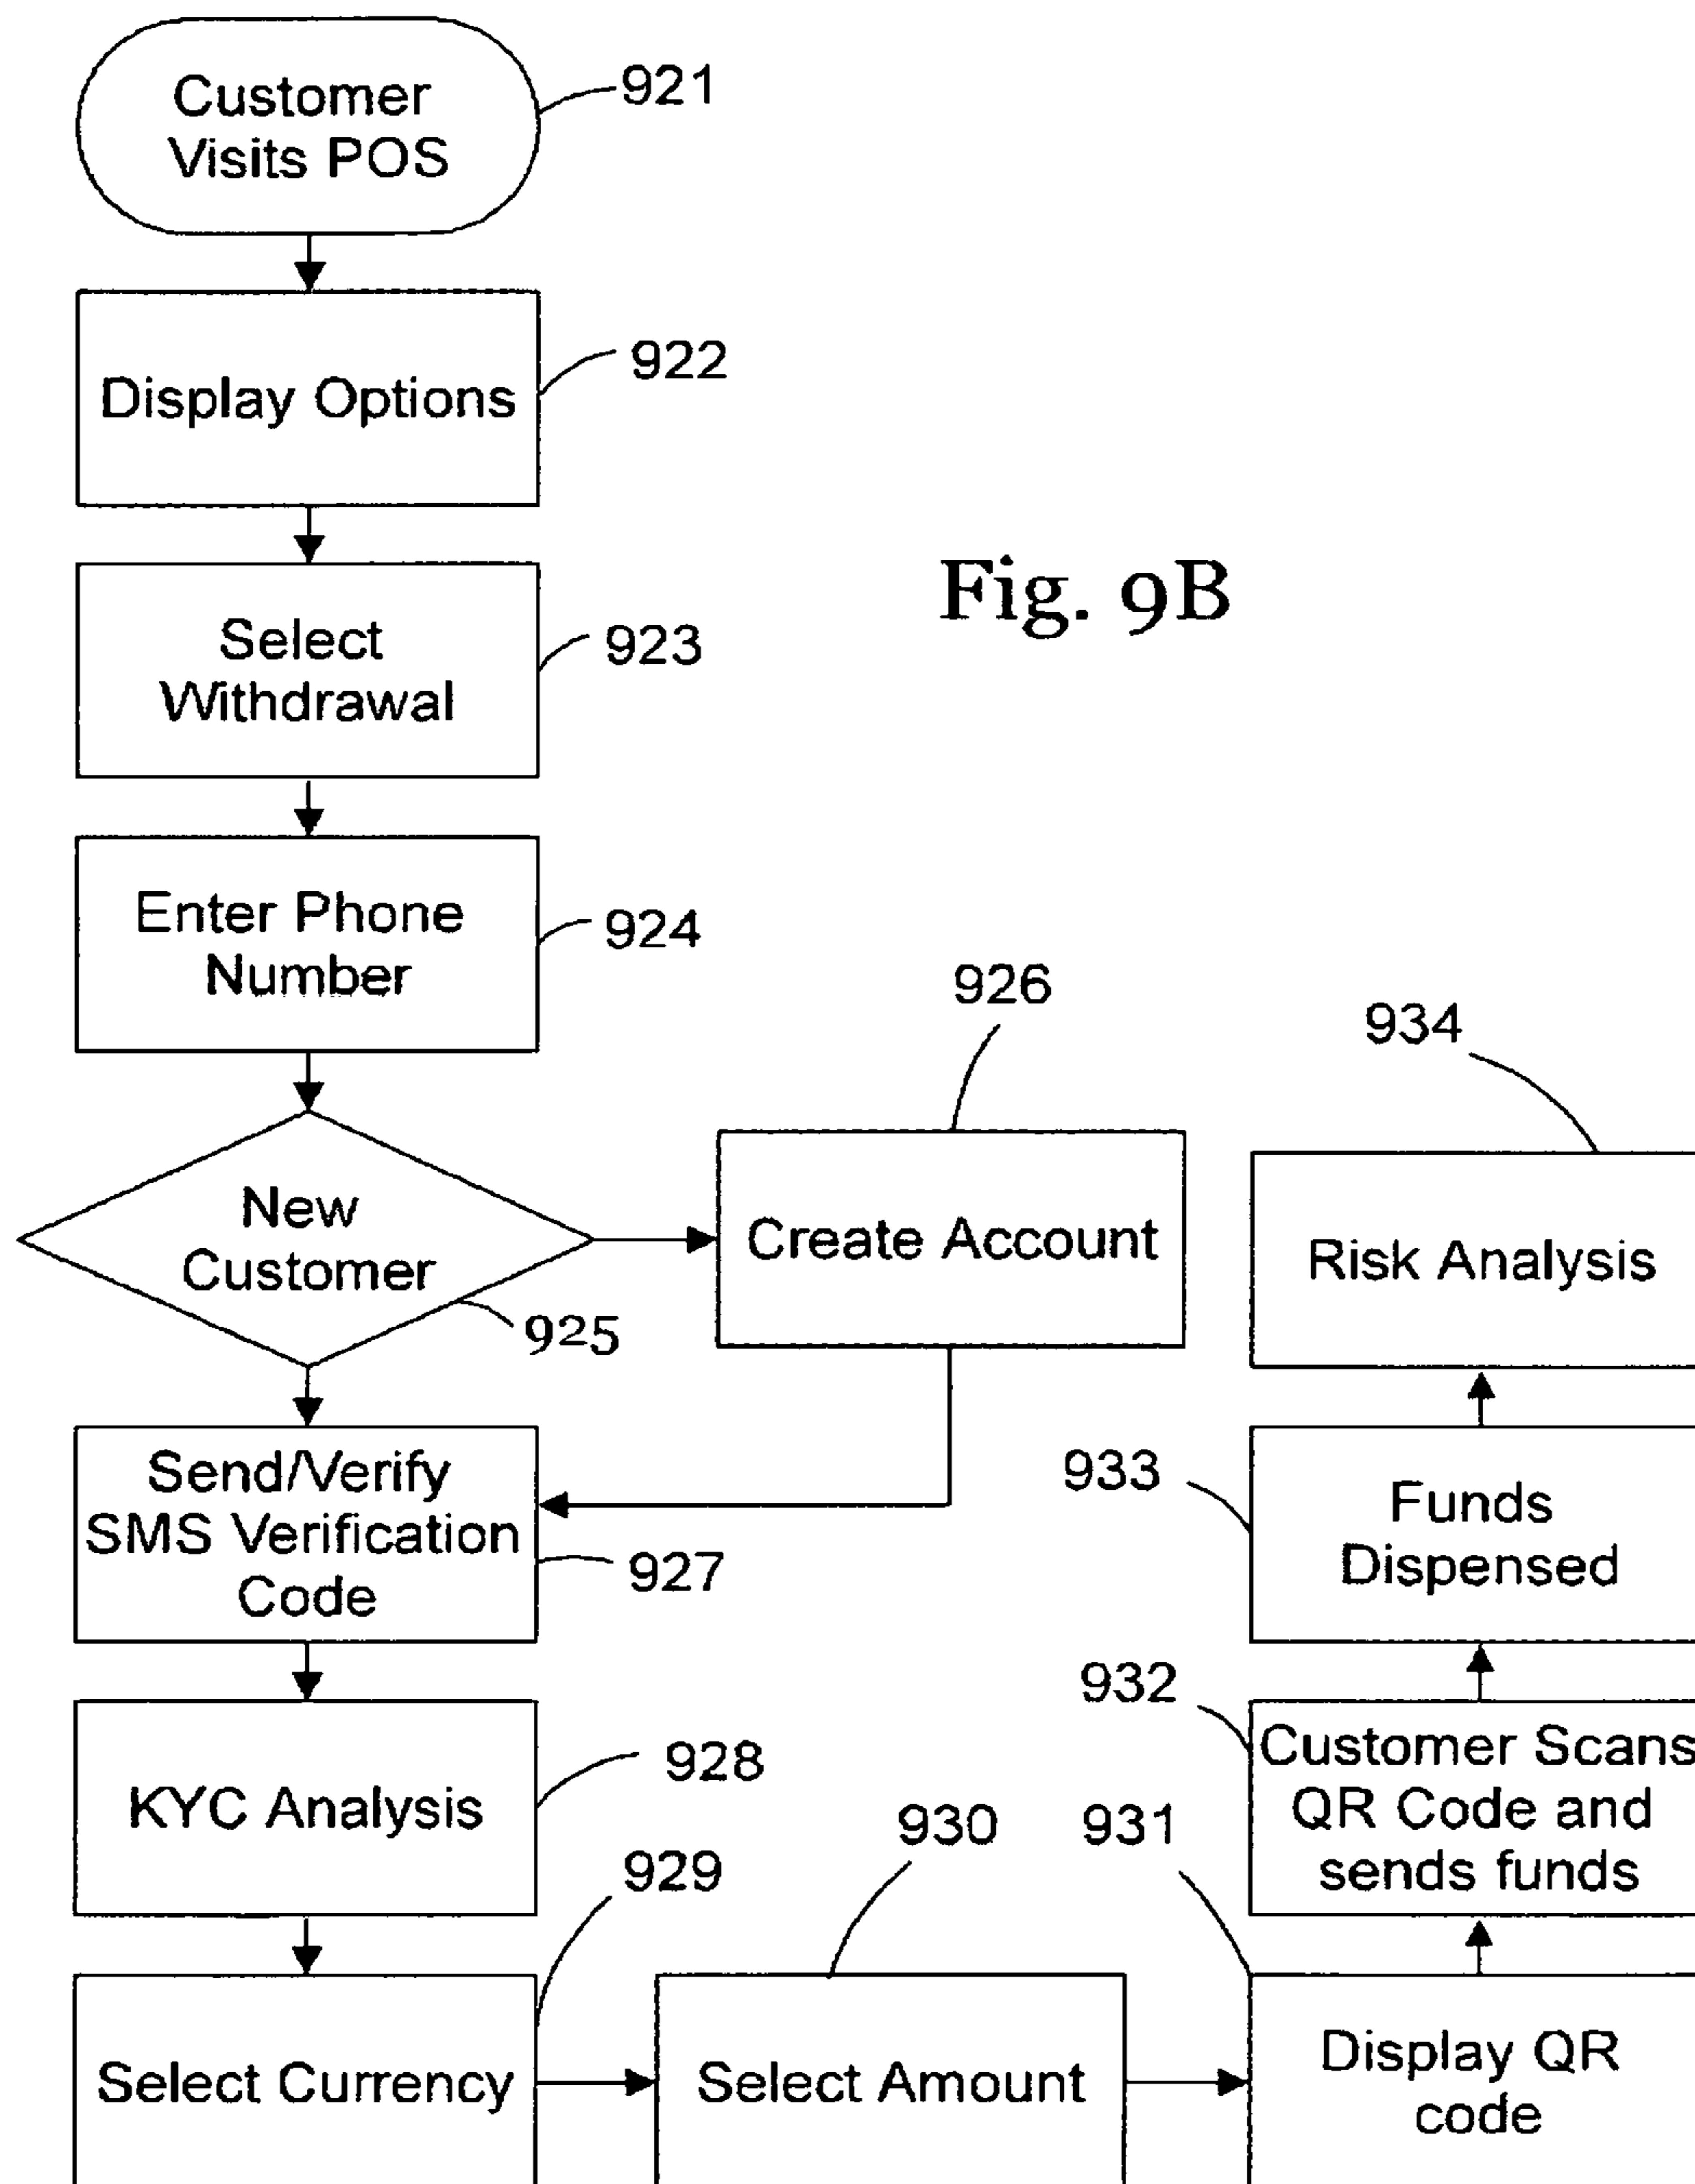 Customer
Visits POS
921
Display Options
922
Select
Withdrawal
923
Fig. 9B
Enter Phone
Number
924
New
Customer
925
926
Create Account
Send/Verify
SMS Verification
Code
927
KYC Analysis
928
929
Select Currency
930
Select Amount
931
Display QR
code
932
Customer Scans
QR Code and
sends funds
933
Funds
Dispensed
934
Risk Analysis